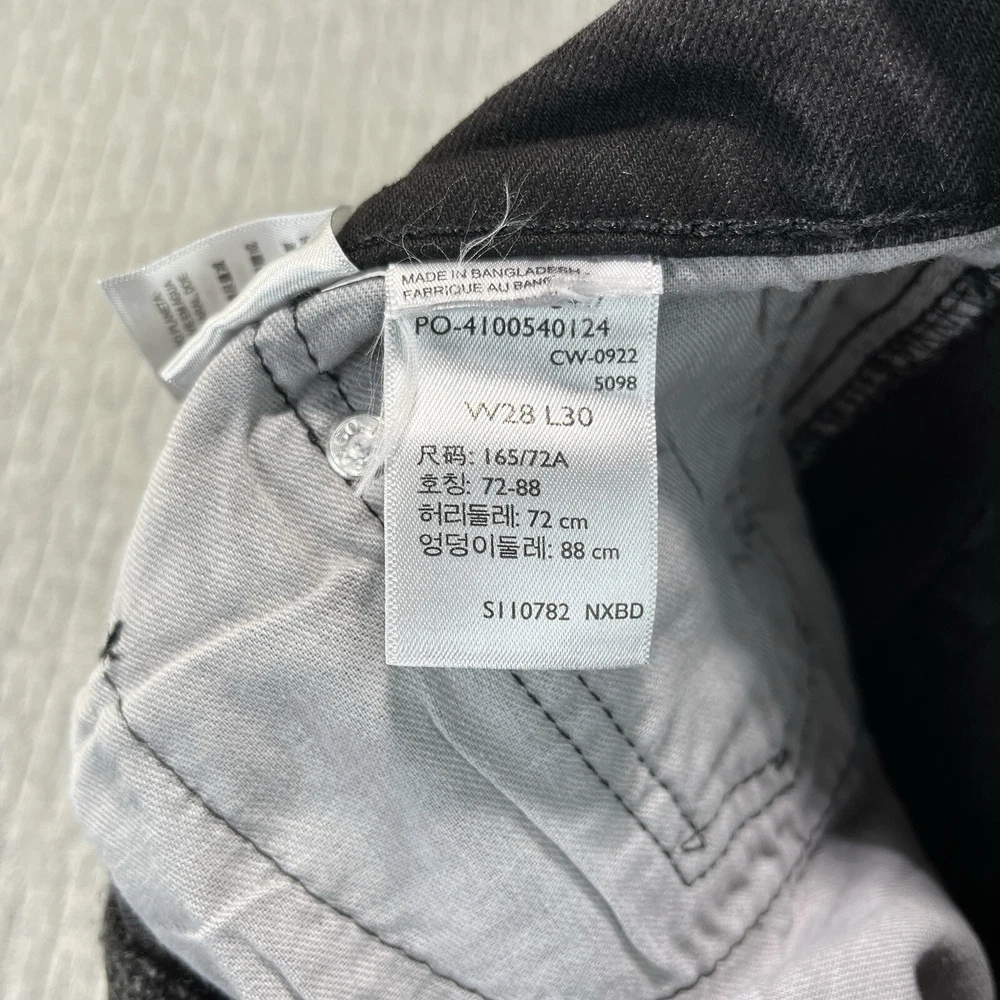 MADE IN BANGLADESH
FABRIQUE AU
PO-4100540124
CW-0922
5098
W28 L30
尺码: 165/72A
호칭: 72-88
허리둘레: 72 cm
엉덩이둘레: 88 cm
S110782 NXBD